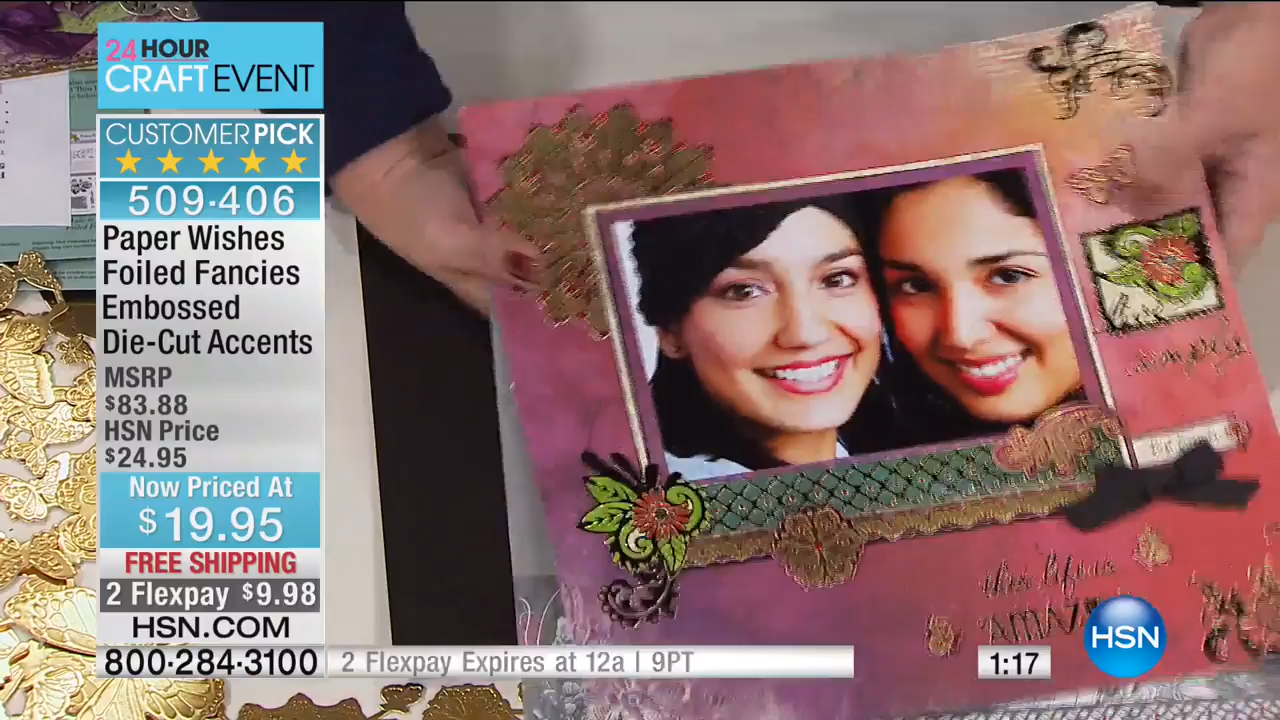 24 HOUR
CRAFT EVENT
CUSTOMER PICK
509-406
Paper Wishes
Foiled Fancies
Embossed
Die-Cut Accents
MSRP
$83.88
HSN Price
$24.95
Now Priced At
$19.95
FREE SHIPPING
2 Flexpay $9.98
HSN.COM
800·284·3100
2 Flexpay Expires at 12a | 9PT
1:17
HSN